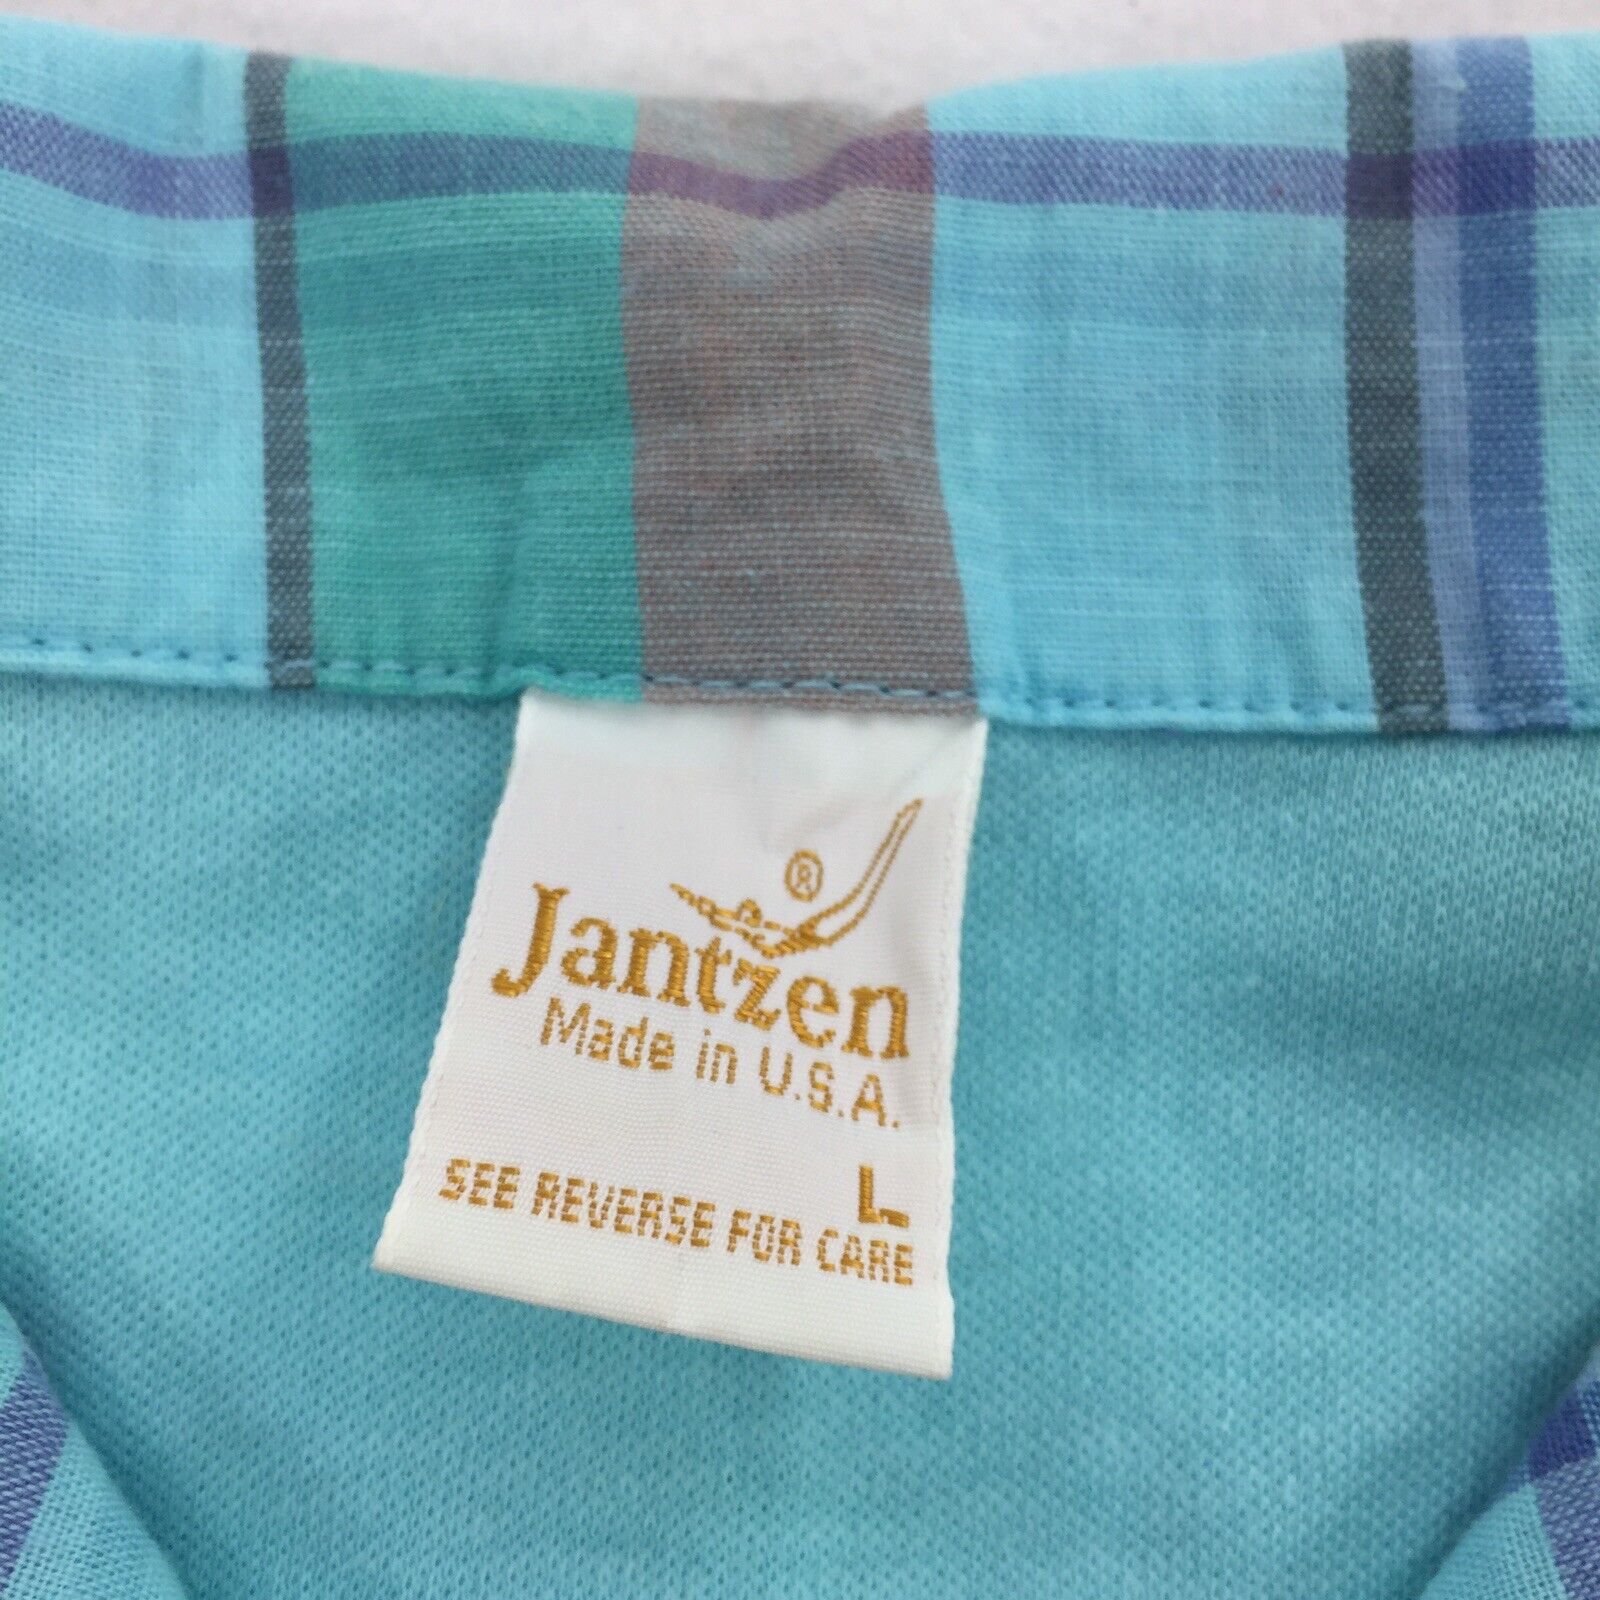 ®
Jantzen
Made in U.S.A.
L
SEE REVERSE FOR CARE